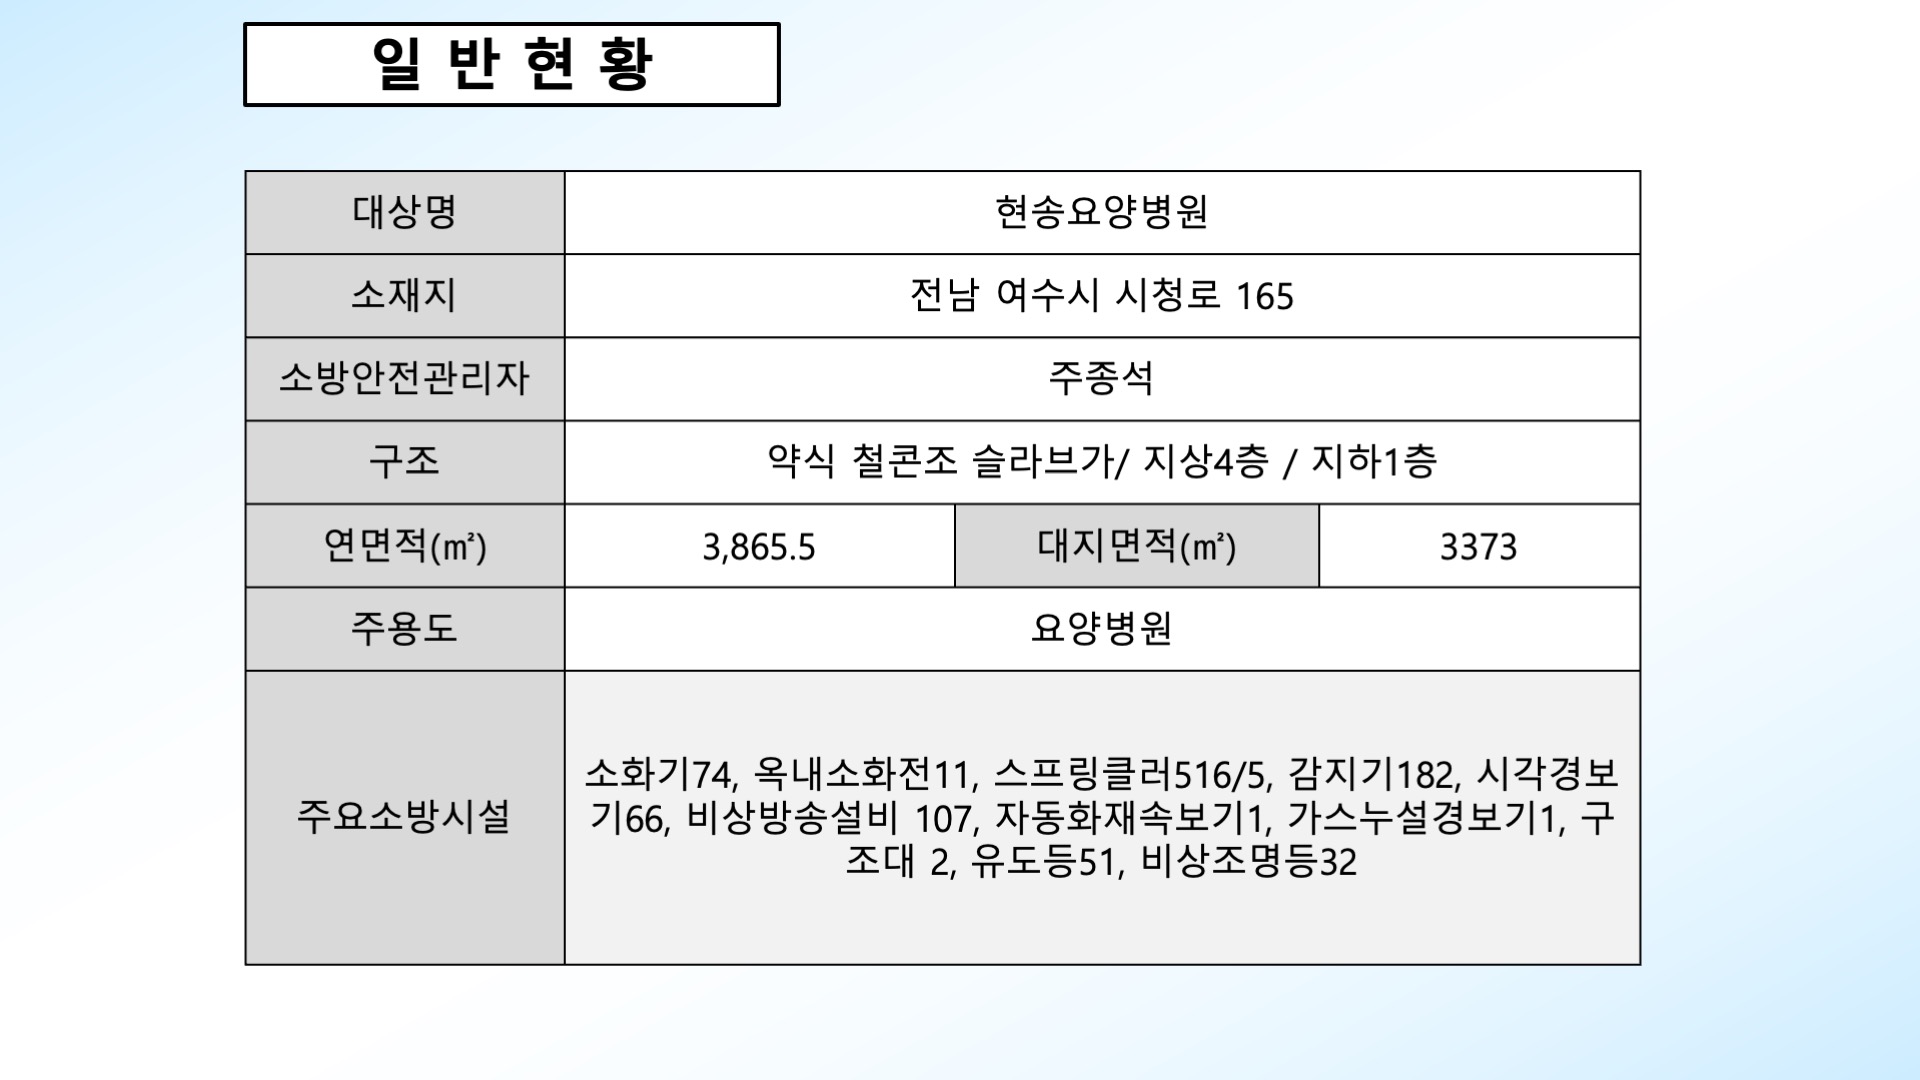 일 반 현 황
대상명 현송요양병원
소재지 전남 여수시 시청로 165
소방안전관리자 주종석
구조 약식 철콘조 슬라브가/ 지상4층 / 지하1층
연면적(㎡) 3,865.5 대지면적(㎡) 3373
주용도 요양병원
주요소방시설
소화기74, 옥내소화전11, 스프링클러516/5, 감지기182, 시각경보
기66, 비상방송설비 107, 자동화재속보기1, 가스누설경보기1, 구
조대 2, 유도등51, 비상조명등32